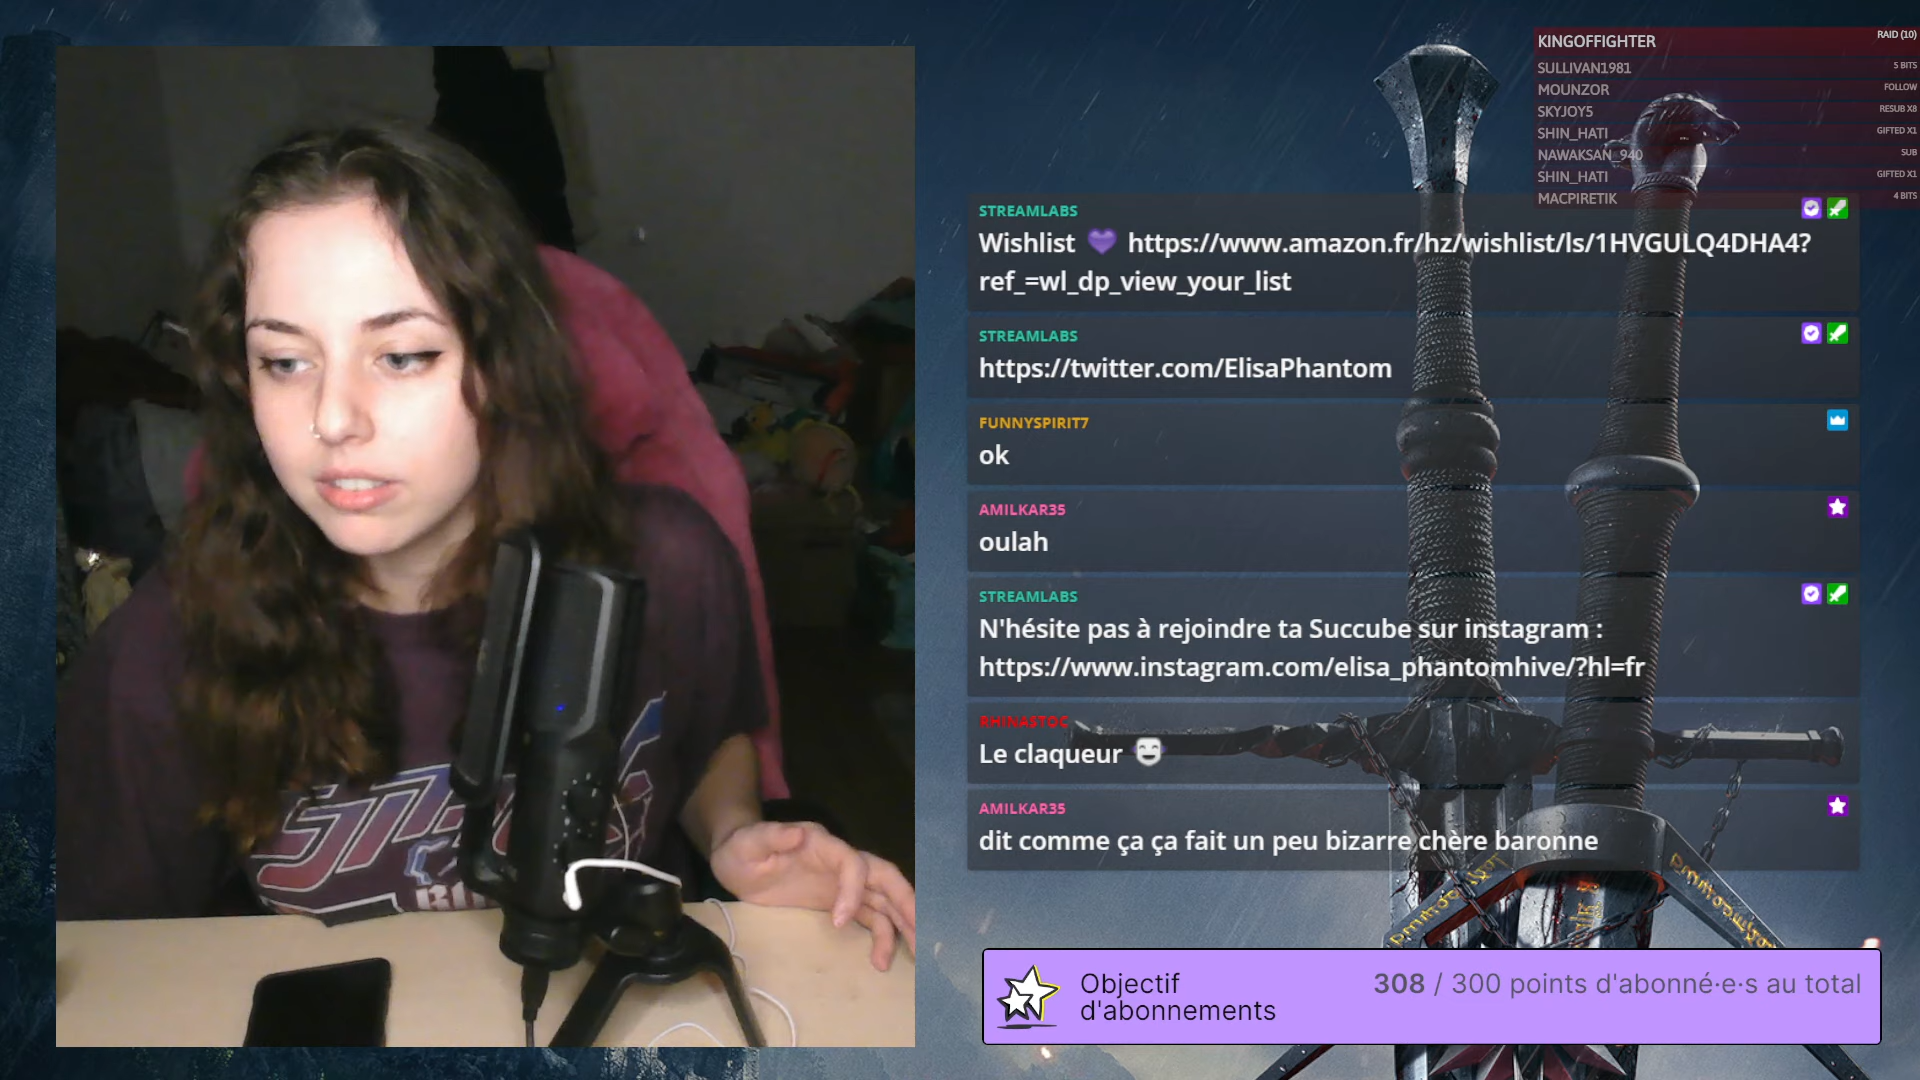 KINGOFFIGHTER RAID (10)
SULLIVAN1981 5 BITS
MOUNZOR FOLLOW
SKYJOY5 RESUB X8
SHIN_HATI GIFTED X1
NAWAKSAN_940 SUB
SHIN_HATI GIFTED X1
MACPIRETIK 4 BITS
STREAMLABS
Wishlist 💜 https://www.amazon.fr/hz/wishlist/ls/1HVGULQ4DHA4?
ref_=wl_dp_view_your_list
STREAMLABS
https://twitter.com/ElisaPhantom
FUNNYSPIRIT7
ok
AMILKAR35
oulah
STREAMLABS
N'hésite pas à rejoindre ta Succube sur instagram :
https://www.instagram.com/elisa_phantomhive/?hl=fr
RHINASTOC
Le claqueur
AMILKAR35
dit comme ça ça fait un peu bizarre chère baronne
Objectif
d'abonnements
308 / 300 points d'abonné·e·s au total